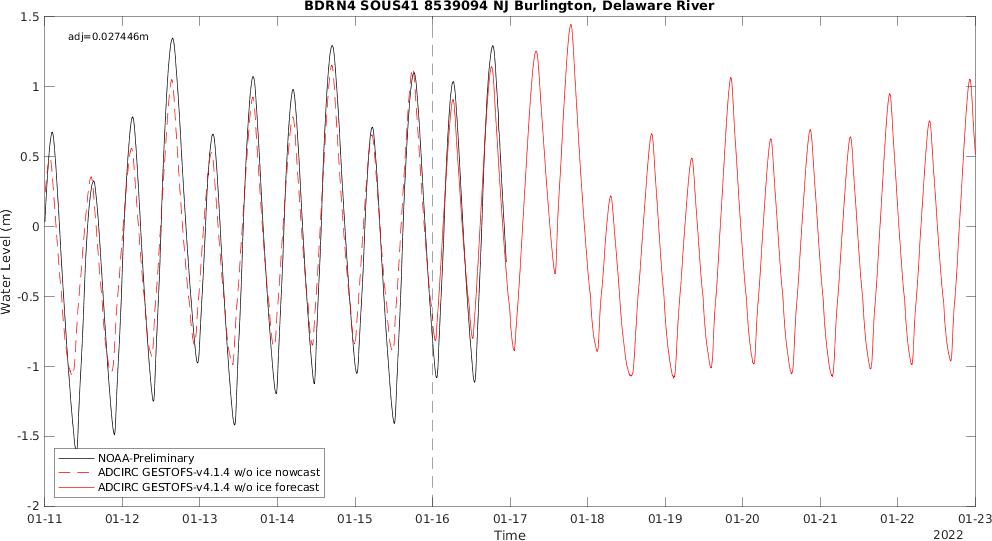 BDRN4 SOUS41 8539094 NJ Burlington, Delaware River
adj=0.027446m
1.5
1
0.5
0
-0.5
-1
-1.5
-2
Water Level (m)
NOAA-Preliminary
ADCIRC GESTOFS-v4.1.4 w/o ice nowcast
ADCIRC GESTOFS-v4.1.4 w/o ice forecast
01-11 01-12 01-13 01-14 01-15 01-16 01-17 01-18 01-19 01-20 01-21 01-22 01-23
Time
2022